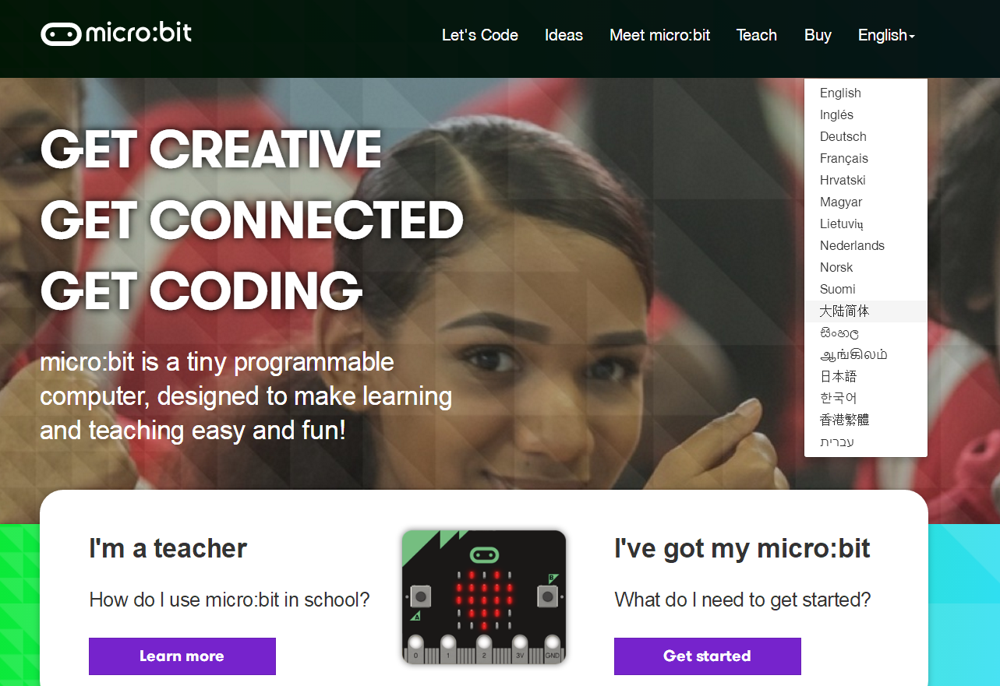 micro:bit
Let's Code
Ideas
Meet micro:bit
Teach
Buy
English
English
Inglés
Deutsch
Français
Hrvatski
Magyar
Lietuvių
Nederlands
Norsk
Suomi
大陆简体
සිංහල
ஆங்கிலம்
日本語
한국어
香港繁體
עברית
GET CREATIVE
GET CONNECTED
GET CODING
micro:bit is a tiny programmable
computer, designed to make learning
and teaching easy and fun!
I'm a teacher
How do I use micro:bit in school?
Learn more
A
B
0 1 2 3V GND
I've got my micro:bit
What do I need to get started?
Get started